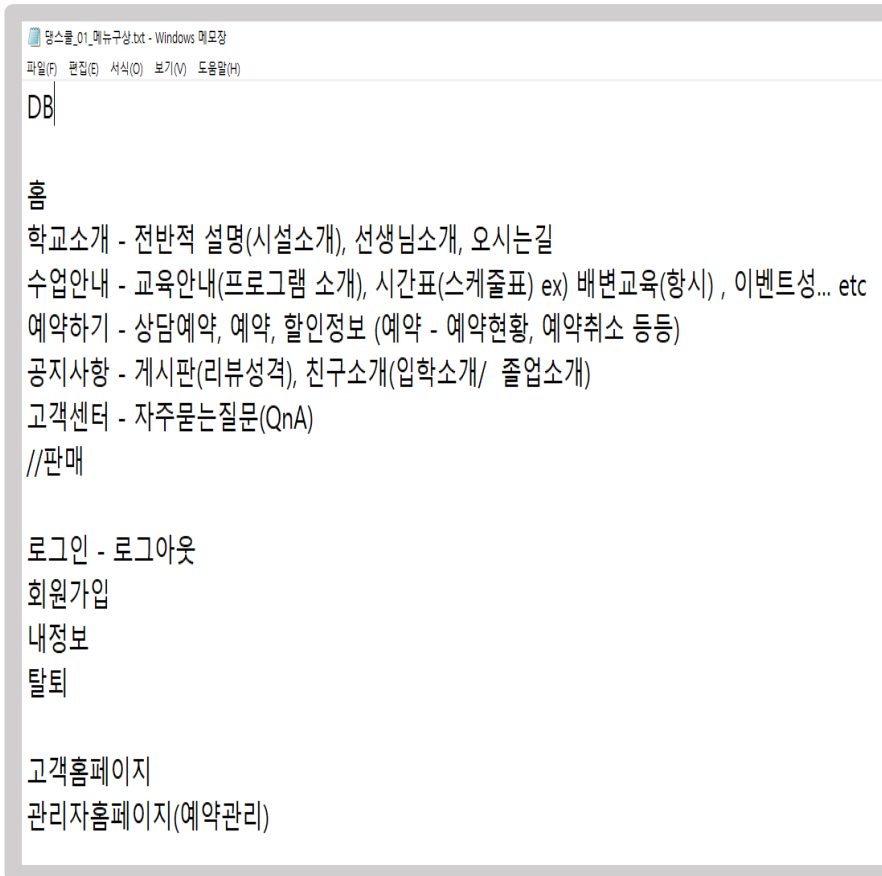 댕스쿨_01_메뉴구상.txt - Windows 메모장
파일(F) 편집(E) 서식(O) 보기(V) 도움말(H)
DB
홈
학교소개 - 전반적 설명(시설소개), 선생님소개, 오시는길
수업안내 - 교육안내(프로그램 소개), 시간표(스케줄표) ex) 배변교육(항시) , 이벤트성... etc
예약하기 - 상담예약, 예약, 할인정보 (예약 - 예약현황, 예약취소 등등)
공지사항 - 게시판(리뷰성격), 친구소개(입학소개/ 졸업소개)
고객센터 - 자주묻는질문(QnA)
//판매
로그인 - 로그아웃
회원가입
내정보
탈퇴
고객홈페이지
관리자홈페이지(예약관리)